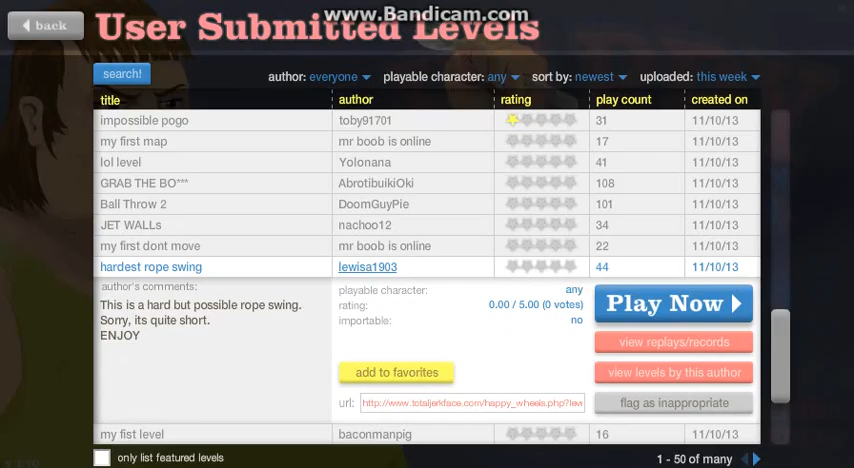 www.Bandicam.com
back
User Submitted Levels
search!
author: everyone playable character: any sort by: newest uploaded: this week
title author rating play count created on
impossible pogo toby91701 31 11/10/13
my first map mr boob is online 17 11/10/13
lol level Yolonana 41 11/10/13
GRAB THE BO*** AbrotibuikiOki 108 11/10/13
Ball Throw 2 DoomGuyPie 101 11/10/13
JET WALLs nachoo12 34 11/10/13
my first dont move mr boob is online 22 11/10/13
hardest rope swing lewisa1903 44 11/10/13
author's comments:
This is a hard but possible rope swing.
Sorry, its quite short.
ENJOY
playable character: any
rating: 0.00 / 5.00 (0 votes)
importable: no
Play Now
view replays/records
add to favorites
view levels by this author
url: http://www.totaljerkface.com/happy_wheels.php?lev
flag as inappropriate
my fist level baconmanpig 16 11/10/13
only list featured levels
1 - 50 of many